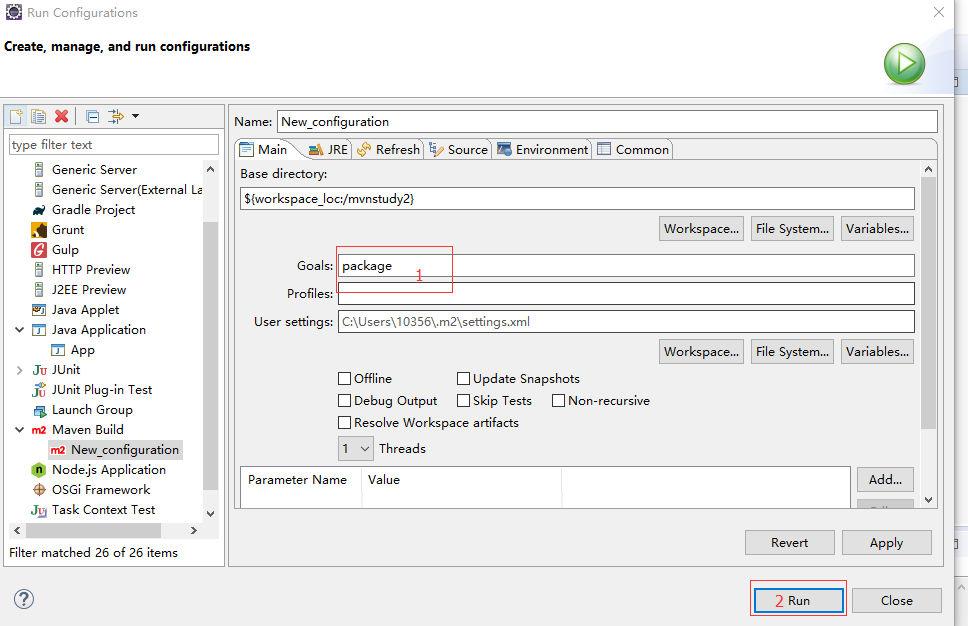 Run Configurations
Create, manage, and run configurations
type filter text
Generic Server
Generic Server(External La
Gradle Project
Grunt
Gulp
HTTP Preview
J2EE Preview
Java Applet
Java Application
App
JUnit
JUnit Plug-in Test
Launch Group
Maven Build
New_configuration
Node.js Application
OSGi Framework
Task Context Test
Filter matched 26 of 26 items
Name: New_configuration
Main JRE Refresh Source Environment Common
Base directory:
${workspace_loc:/mvnstudy2}
Workspace... File System... Variables...
Goals: package 1
Profiles:
User settings: C:\Users\10356\.m2\settings.xml
Workspace... File System... Variables...
Offline Update Snapshots
Debug Output Skip Tests Non-recursive
Resolve Workspace artifacts
1 Threads
Parameter Name Value Add...
Revert Apply
2 Run Close